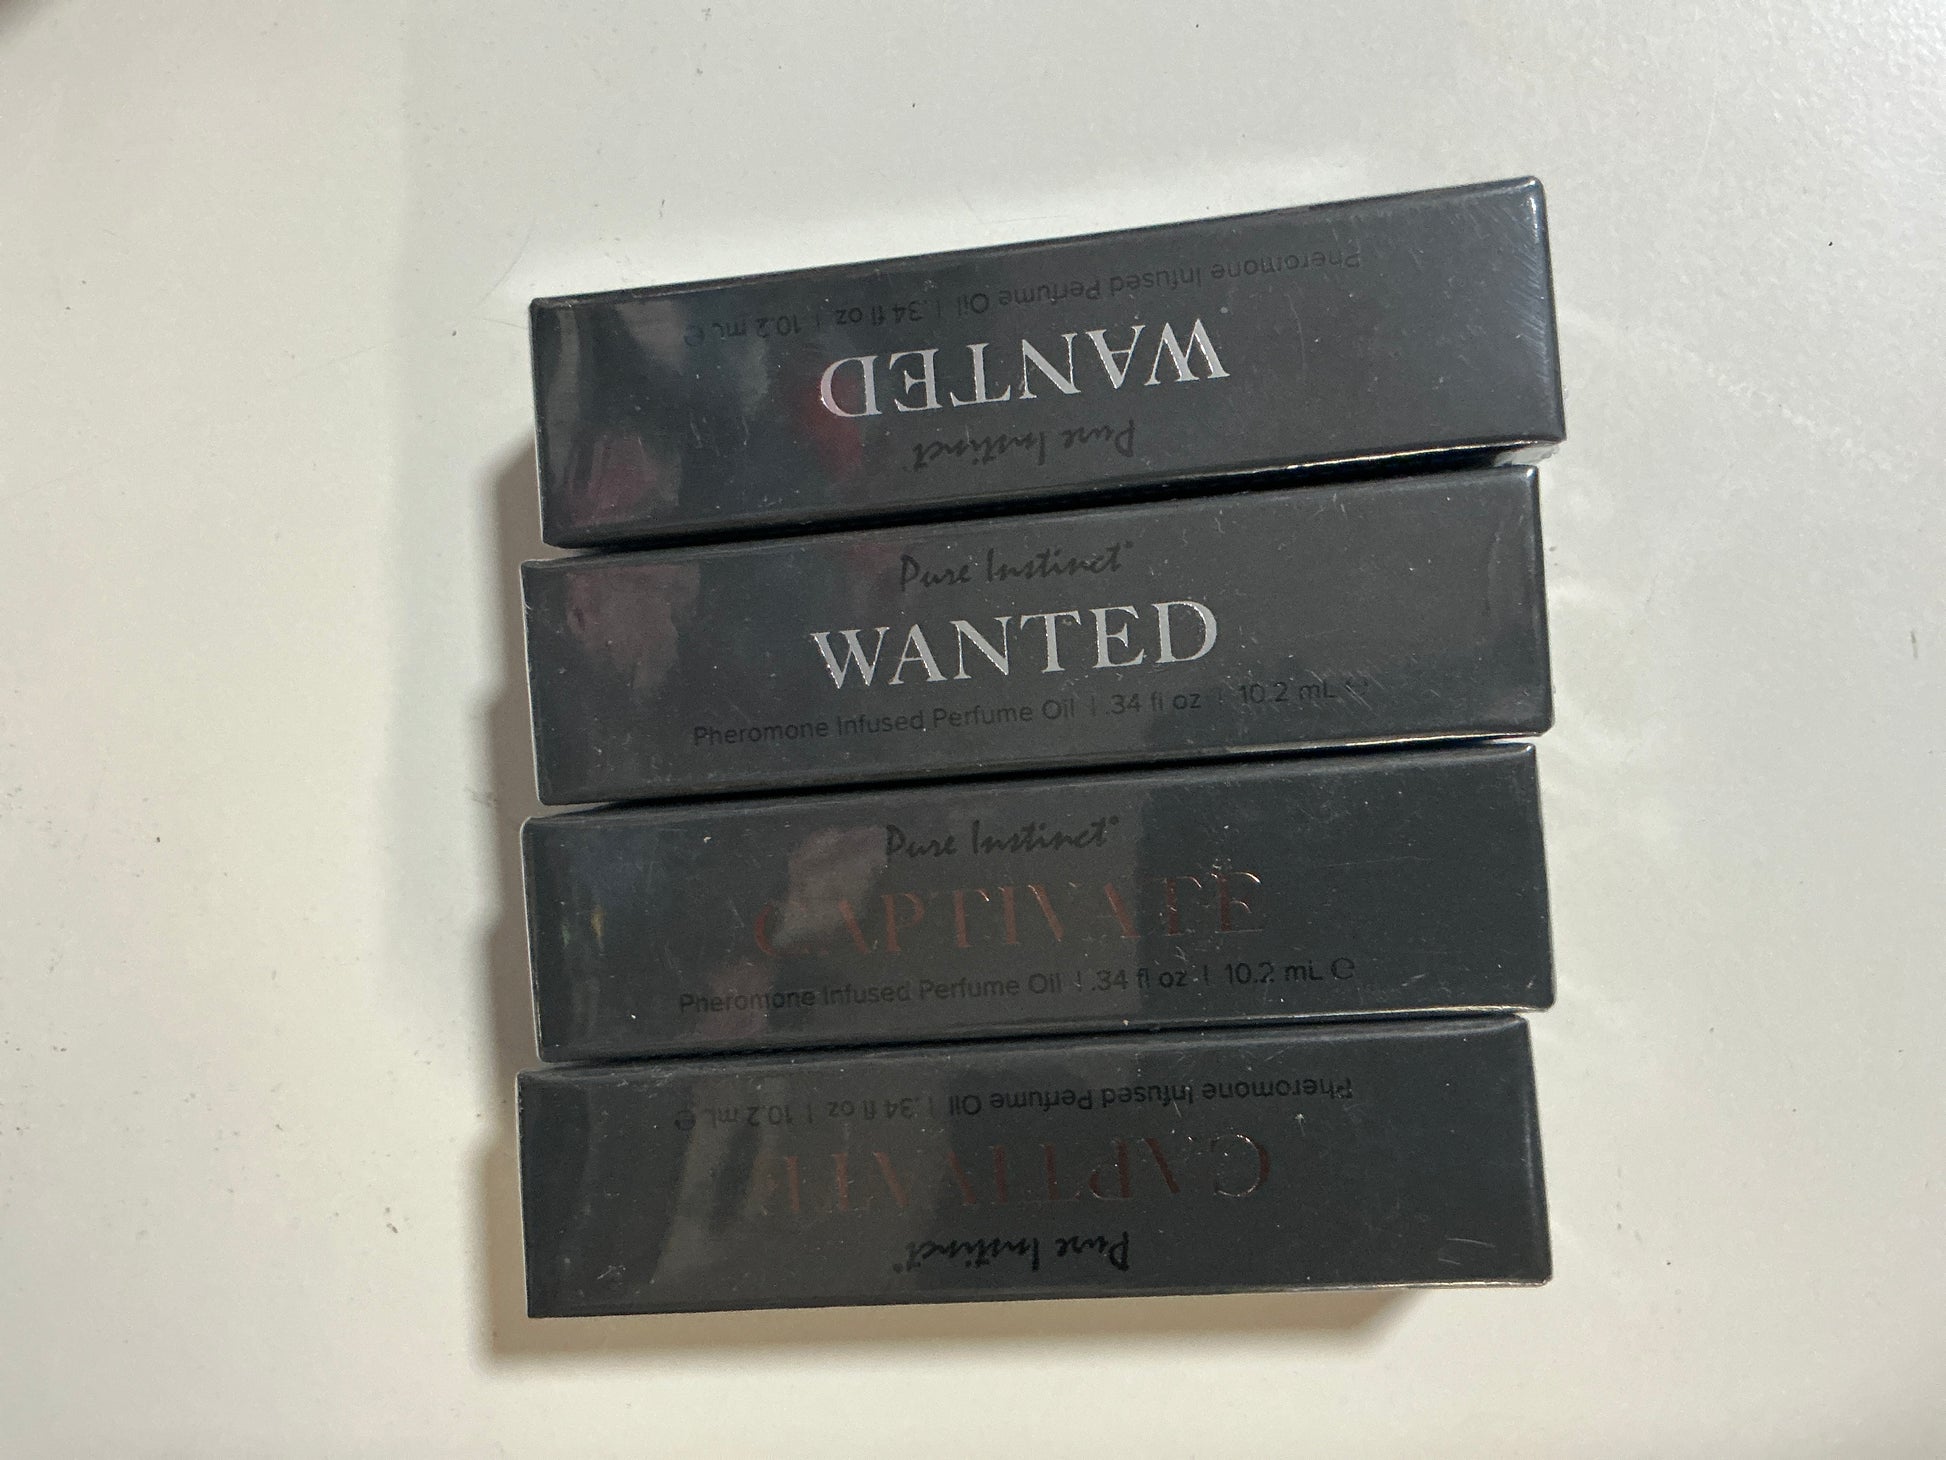 Pure Instinct
WANTED
Pheromone Infused Perfume Oil | .34 fl oz | 10.2 mL ℮
Pure Instinct®
WANTED
Pheromone Infused Perfume Oil | .34 fl oz | 10.2 mL ℮
Pure Instinct®
CAPTIVATE
Pheromone Infused Perfume Oil | .34 fl oz | 10.2 mL ℮
Pure Instinct®
CAPTIVATE
Pheromone Infused Perfume Oil | .34 fl oz | 10.2 mL ℮